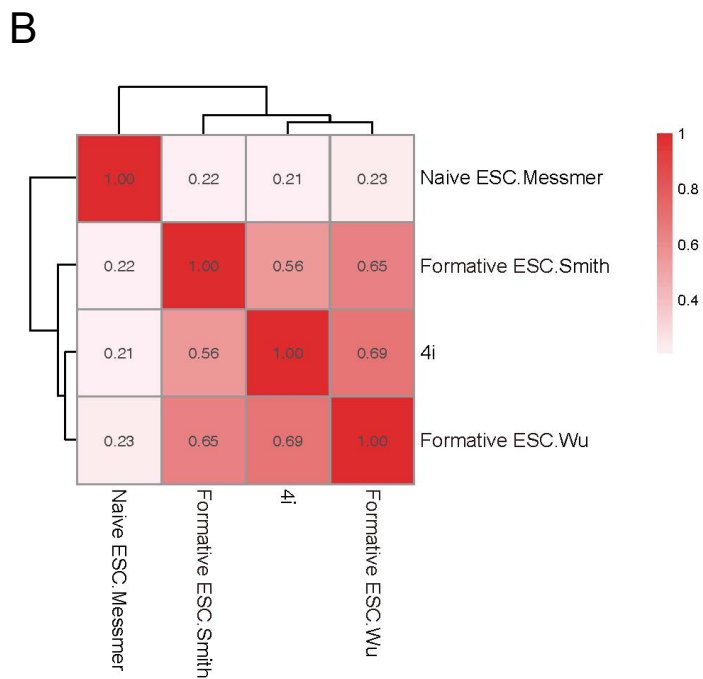 B
1.00 0.22 0.21 0.23 Naive ESC.Messmer
0.22 1.00 0.56 0.65 Formative ESC.Smith
0.21 0.56 1.00 0.69 4i
0.23 0.65 0.69 1.00 Formative ESC.Wu
Naive ESC.Messmer
Formative ESC.Smith
4i
Formative ESC.Wu
1
0.8
0.6
0.4